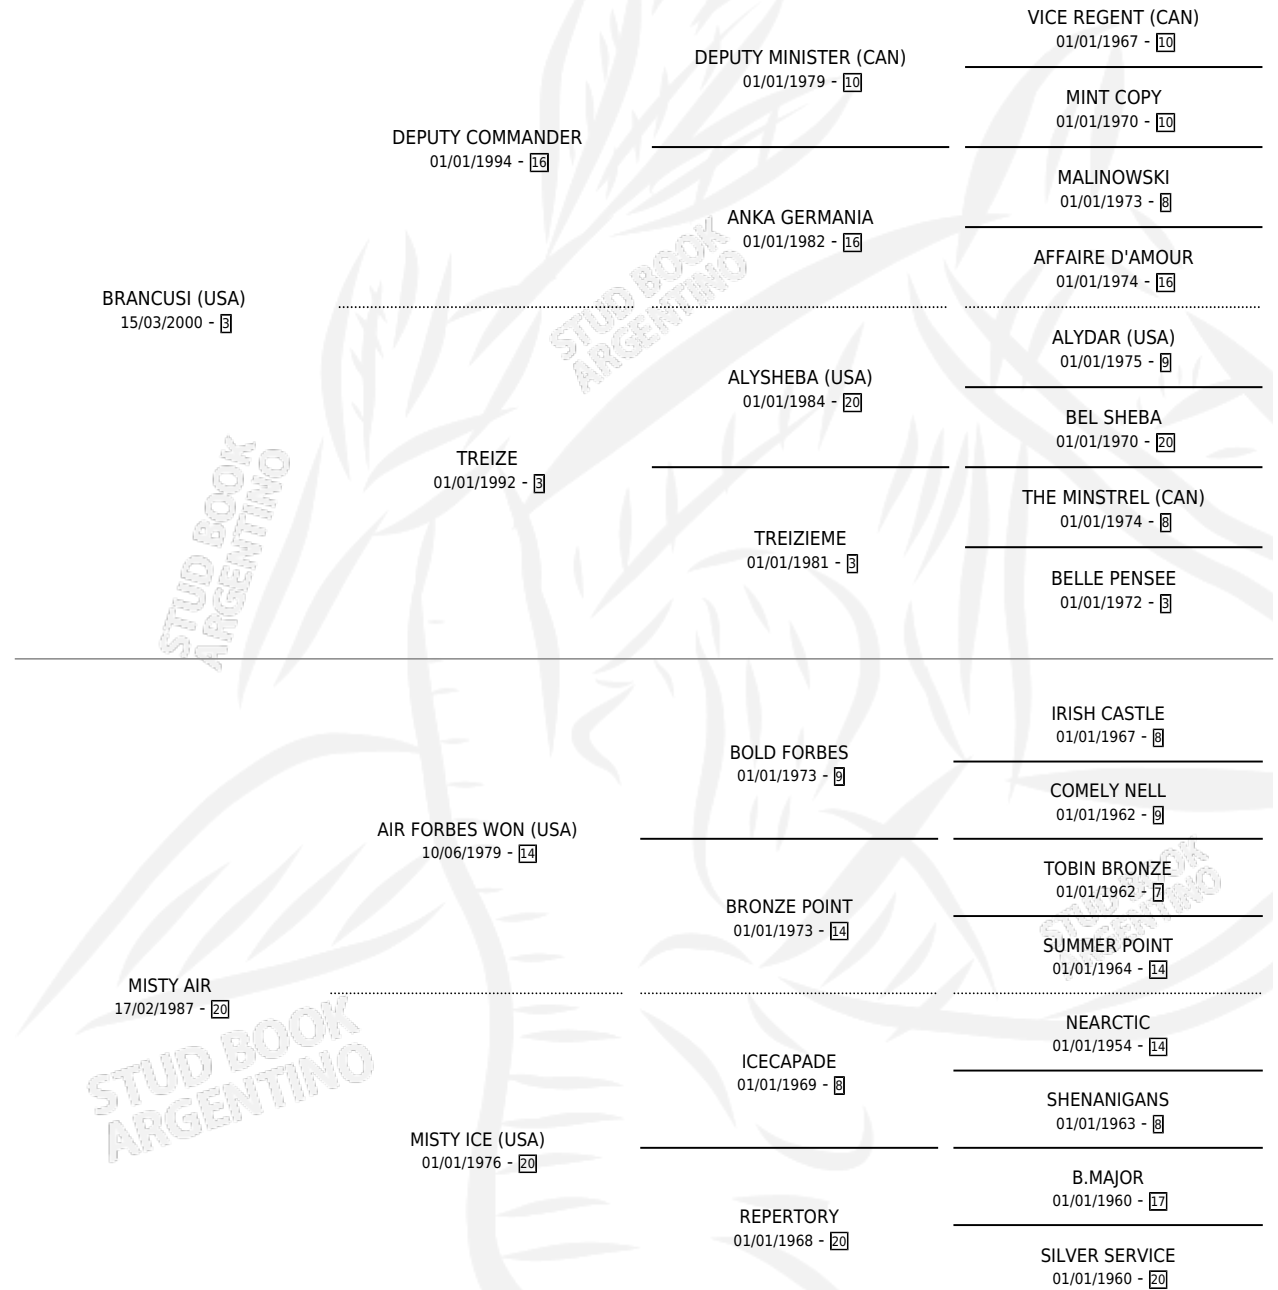 VICE REGENT (CAN)
01/01/1967 - 10
DEPUTY MINISTER (CAN)
01/01/1979 - 10
MINT COPY
01/01/1970 - 10
DEPUTY COMMANDER
01/01/1994 - 16
MALINOWSKI
01/01/1973 - 8
ANKA GERMANIA
01/01/1982 - 16
AFFAIRE D'AMOUR
01/01/1974 - 16
BRANCUSI (USA)
15/03/2000 - 3
STUD BOOK
ARGENTINO
ALYDAR (USA)
01/01/1975 - 9
ALYSHEBA (USA)
01/01/1984 - 20
BEL SHEBA
01/01/1970 - 20
TREIZE
01/01/1992 - 3
THE MINSTREL (CAN)
01/01/1974 - 8
TREIZIEME
01/01/1981 - 3
BELLE PENSEE
01/01/1972 - 3
STUD BOOK
ARGENTINO
IRISH CASTLE
01/01/1967 - 8
BOLD FORBES
01/01/1973 - 9
COMELY NELL
01/01/1962 - 9
AIR FORBES WON (USA)
10/06/1979 - 14
TOBIN BRONZE
01/01/1962 - 7
BRONZE POINT
01/01/1973 - 14
SUMMER POINT
01/01/1964 - 14
STUD BOOK
ARGENTINO
MISTY AIR
17/02/1987 - 20
NEARCTIC
01/01/1954 - 14
ICECAPADE
01/01/1969 - 8
SHENANIGANS
01/01/1963 - 8
STUD BOOK
ARGENTINO
MISTY ICE (USA)
01/01/1976 - 20
B.MAJOR
01/01/1960 - 17
REPERTORY
01/01/1968 - 20
SILVER SERVICE
01/01/1960 - 20